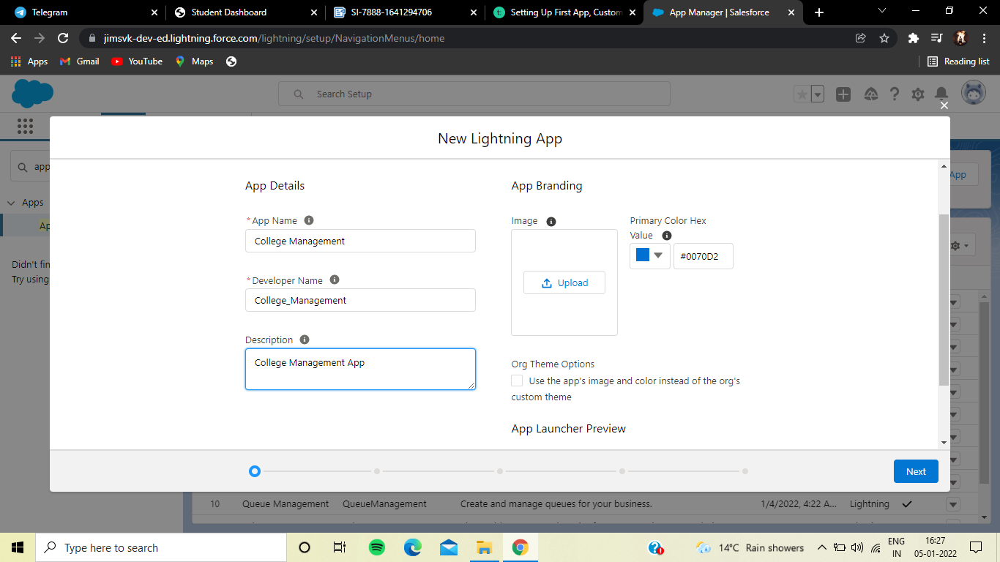 Telegram
Student Dashboard
SI-7888-1641294706
Setting Up First App, Custom
App Manager | Salesforce
jimsvk-dev-ed.lightning.force.com/lightning/setup/NavigationMenus/home
Apps
Gmail
YouTube
Maps
Reading list
Search Setup
New Lightning App
app
App
Apps
Ap
Didn't fin
Try using
App Details
App Branding
*App Name
Image
Primary Color Hex
Value
College Management
#0070D2
*Developer Name
Upload
College_Management
Description
College Management App
Org Theme Options
Use the app's image and color instead of the org's
custom theme
App Launcher Preview
Next
10 Queue Management QueueManagement Create and manage queues for your business. 1/4/2022, 4:22 A... Lightning
Type here to search
14°C Rain showers
ENG
IN
16:27
05-01-2022